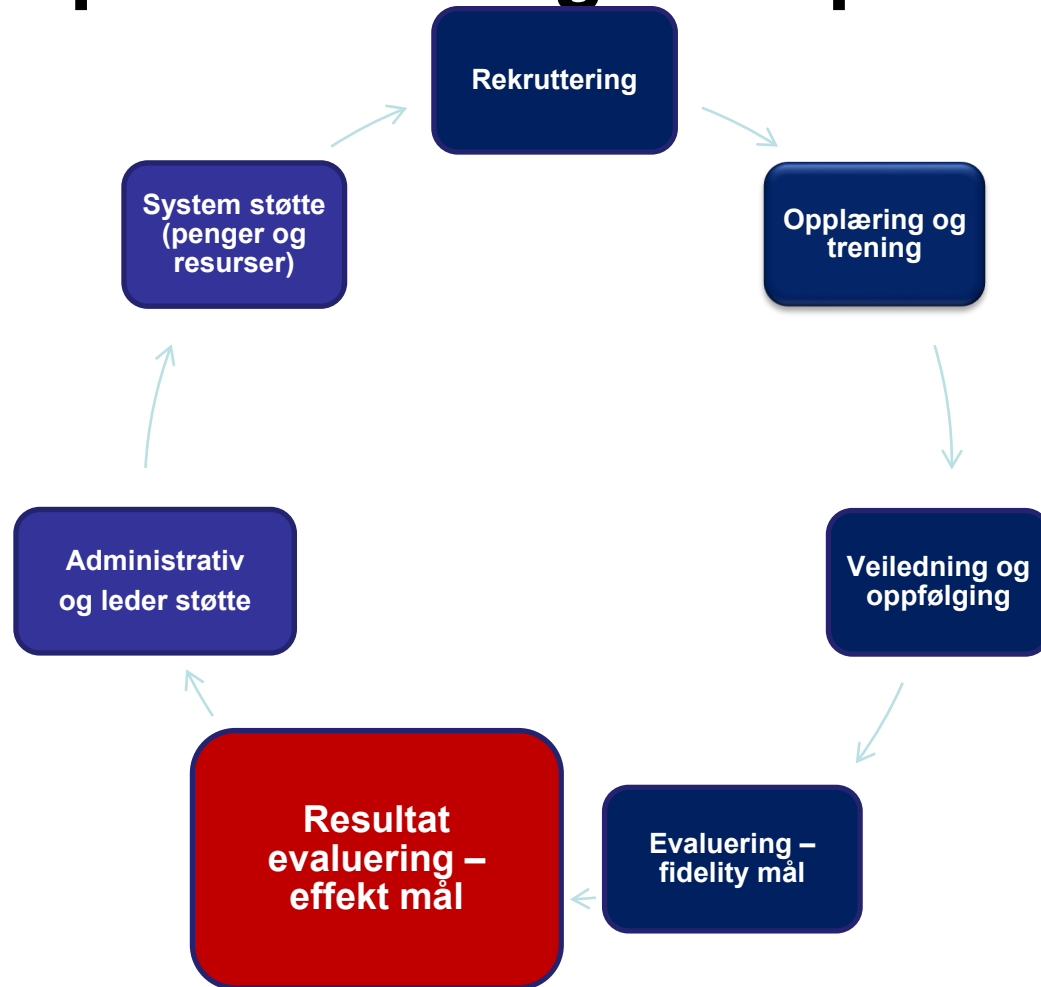 Rekruttering
System støtte
(penger og
resurser)
Opplæring og
trening
Administrativ
og leder støtte
Veiledning og
oppfølging
Resultat
evaluering –
effekt mål
Evaluering –
fidelity mål